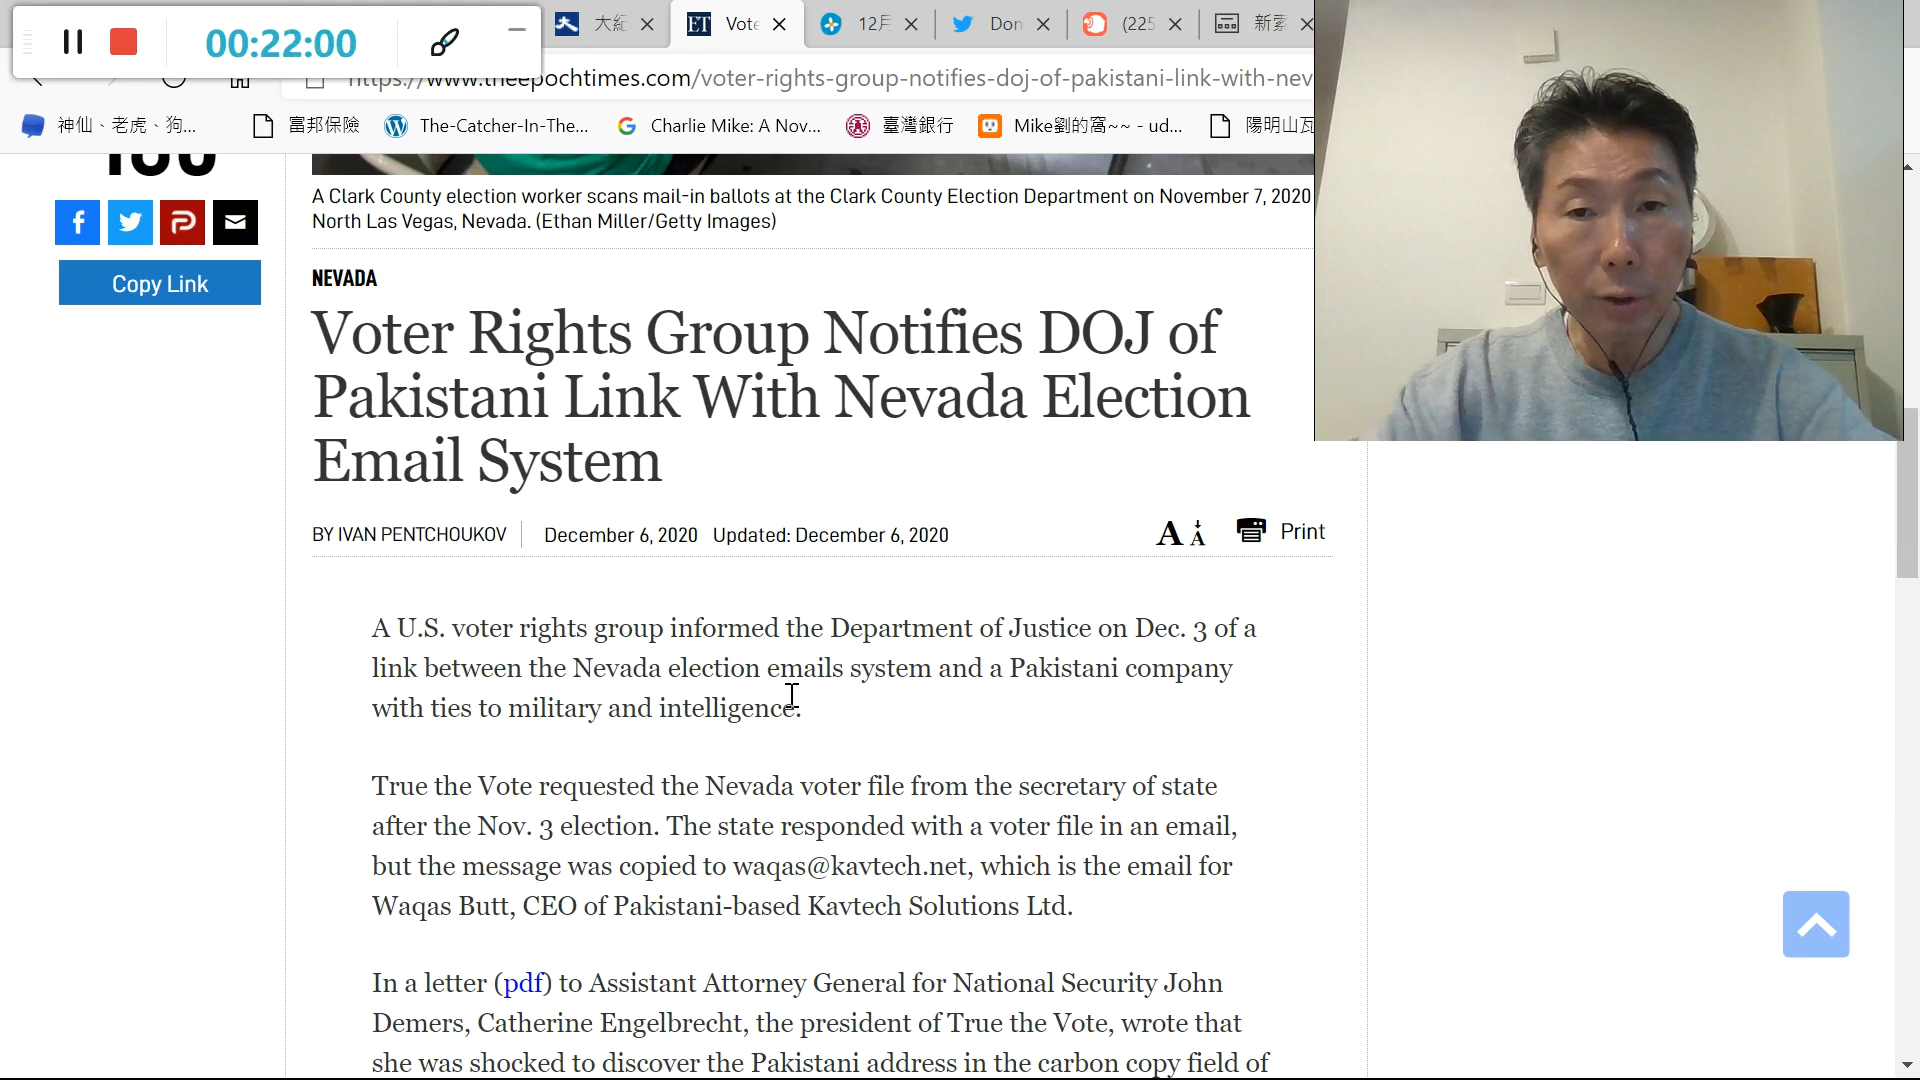 00:22:00
大紀
ET
Vote
12月
Don
(225
新索
https://www.theepochtimes.com/voter-rights-group-notifies-doj-of-pakistani-link-with-nev
神仙、老虎、狗...
富邦保險
The-Catcher-In-The...
Charlie Mike: A Nov...
臺灣銀行
Mike劉的窩~~ - ud...
陽明山瓦
Copy Link
A Clark County election worker scans mail-in ballots at the Clark County Election Department on November 7, 2020
North Las Vegas, Nevada. (Ethan Miller/Getty Images)
NEVADA
Voter Rights Group Notifies DOJ of
Pakistani Link With Nevada Election
Email System
BY IVAN PENTCHOUKOV
December 6, 2020 Updated: December 6, 2020
Print
A U.S. voter rights group informed the Department of Justice on Dec. 3 of a
link between the Nevada election emails system and a Pakistani company
with ties to military and intelligence.
True the Vote requested the Nevada voter file from the secretary of state
after the Nov. 3 election. The state responded with a voter file in an email,
but the message was copied to waqas@kavtech.net, which is the email for
Waqas Butt, CEO of Pakistani-based Kavtech Solutions Ltd.
In a letter (pdf) to Assistant Attorney General for National Security John
Demers, Catherine Engelbrecht, the president of True the Vote, wrote that
she was shocked to discover the Pakistani address in the carbon copy field of